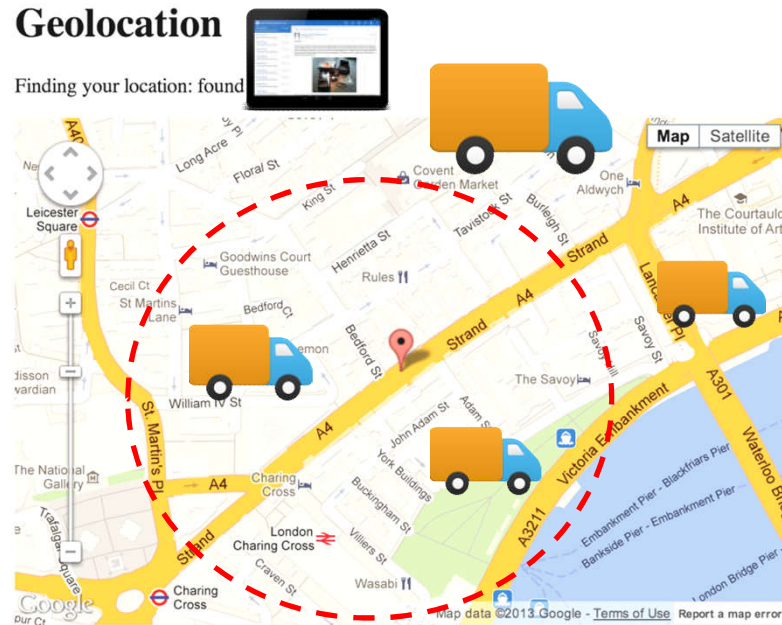 Geolocation
Finding your location: found
Map
Satellite
A40
Long Acre
Floral St
King St
Covent
Garden Market
One
Aldwych
A4
The Courtauld
Institute of Art
Leicester
Square
Tavistock St
Burleigh St
Henrietta St
Strand
Goodwins Court
Guesthouse
Rules
A4
Cecil Ct
St Martins
Lane
Bedford Ct
Bedford St
Strand
Savoy St
The Savoy
A301
William IV St
St. Martin's Pl
A4
John Adam St
Adam
Victoria Embankment
Waterloo
The National
Gallery
A4
Charing
Cross
York Buildings
Buckingham St
A3211
Embankment Pier - Blackfriars Pier
Bankside Pier - Embankment Pier
London Bridge Pier
Strand
London
Charing Cross
Villiers St
Craven St
Wasabi
Charing
Cross
Google
Map data ©2013 Google - Terms of Use
Report a map error